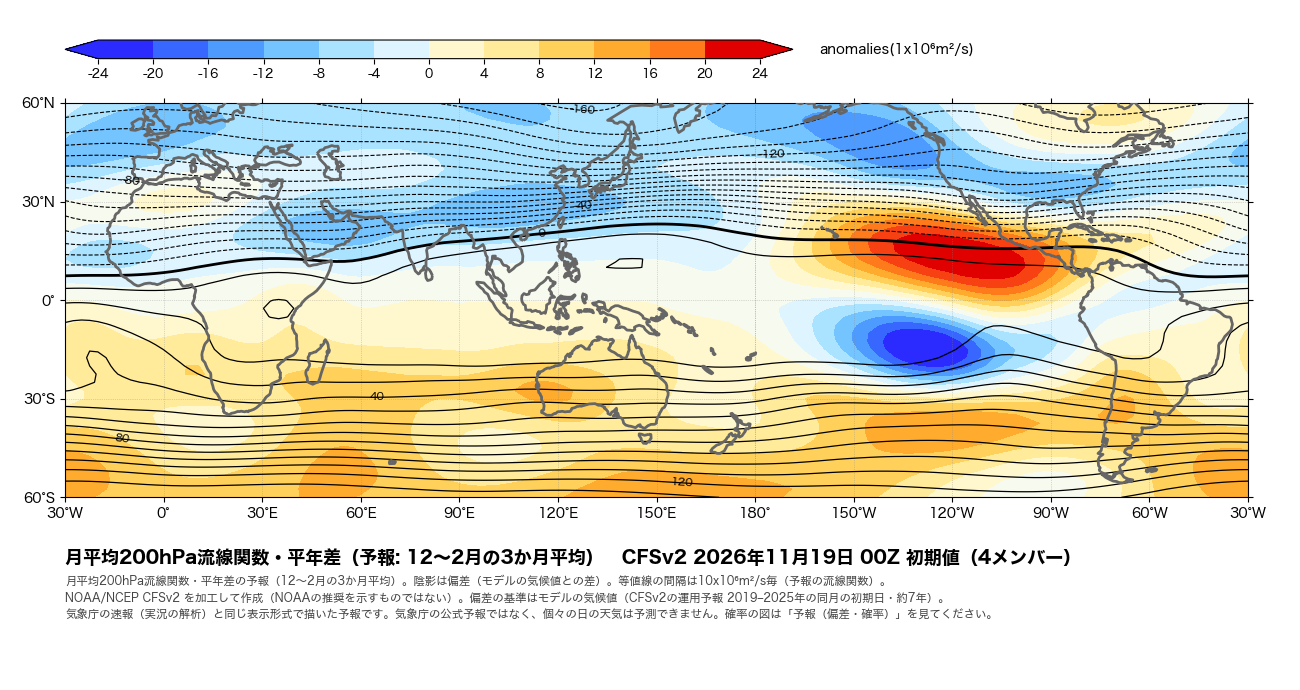 anomalies(1x10⁶m²/s)
-24 -20 -16 -12 -8 -4 0 4 8 12 16 20 24
60°N
30°N
0°
30°S
60°S
160
120
80
40
0
40
80
120
30°W 0° 30°E 60°E 90°E 120°E 150°E 180° 150°W 120°W 90°W 60°W 30°W
月平均200hPa流線関数・平年差（予報: 12〜2月の3か月平均） CFSv2 2026年11月19日 00Z 初期値（4メンバー）
月平均200hPa流線関数・平年差の予報（12〜2月の3か月平均）。陰影は偏差（モデルの気候値との差）。等値線の間隔は10x10⁶m²/s毎（予報の流線関数）。
NOAA/NCEP CFSv2 を加工して作成（NOAAの推奨を示すものではない）。偏差の基準はモデルの気候値（CFSv2の運用予報 2019–2025年の同月の初期日・約7年）。
気象庁の速報（実況の解析）と同じ表示形式で描いた予報です。気象庁の公式予報ではなく、個々の日の天気は予測できません。確率の図は「予報（偏差・確率）」を見てください。